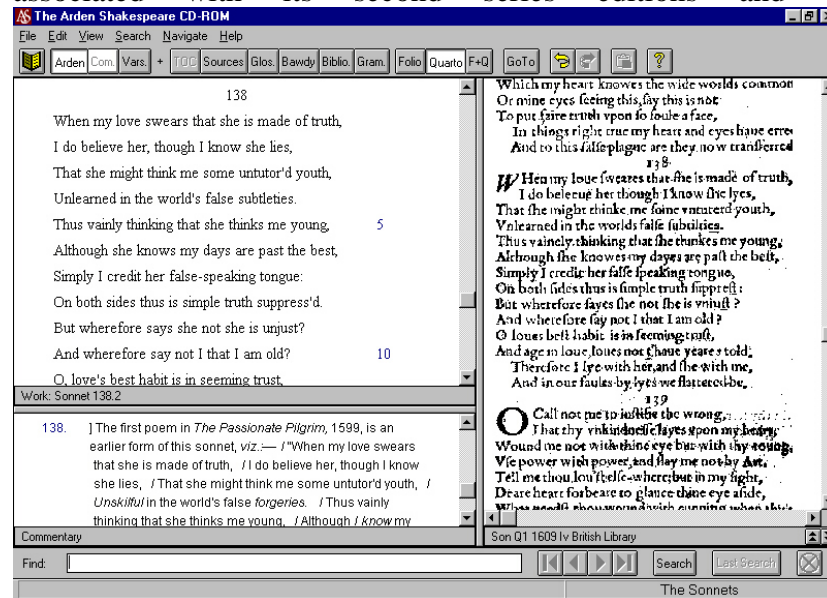 associated with its second series editions and
The Arden Shakespeare CD-ROM
File Edit View Search Navigate Help
Arden Com. Vars. + TOC Sources Glos. Bawdy Biblio. Gram. Folio Quarto F+Q GoTo
138
When my love swears that she is made of truth,
I do believe her, though I know she lies,
That she might think me some untutor'd youth,
Unlearned in the world's false subtleties.
Thus vainly thinking that she thinks me young, 5
Although she knows my days are past the best,
Simply I credit her false-speaking tongue:
On both sides thus is simple truth suppress'd.
But wherefore says she not she is unjust?
And wherefore say not I that I am old? 10
O, love's best habit is in seeming trust,
Work: Sonnet 138.2
138. ] The first poem in The Passionate Pilgrim, 1599, is an
earlier form of this sonnet, viz.:— / "When my love swears
that she is made of truth, / I do believe her, though I know
she lies, / That she might think me some untutor'd youth, /
Unskilful in the world's false forgeries. / Thus vainly
thinking that she thinks me young, / Although I know my
Commentary
Which my heart knowes the wide worlds common
Or mine eyes seeing this, say this is not
To put faire truth vpon so foule a face,
In things right true my heart and eyes haue erred
And to this false plague are they now transferred
138
WHen my loue sweares that she is made of truth,
I do beleeue her though I know she lyes,
That she might thinke me some vntuterd youth,
Vnlearned in the worlds false subtilties.
Thus vainely thinking that she thinkes me young,
Although she knowes my dayes are past the best,
Simply I credit her false speaking tongue,
On both sides thus is simple truth supprest:
But wherefore sayes she not she is vniust?
And wherefore say not I that I am old?
O loues best habit is in seeming trust,
And age in loue, loues not t'haue yeares told.
Therefore I lye with her, and she with me,
And in our faults by lyes we flattered be.
139
O Call not me to iustifie the wrong,
That thy vnkindnesse layes vpon my heart,
Wound me not with thine eye but with thy toung,
Vse power with power, and slay me not by Art,
Tell me thou lou'st else-where; but in my sight,
Deare heart forbeare to glance thine eye aside,
What needst thou wound with cunning when
Son Q1 1609 Iv British Library
Find: Search Last Search
The Sonnets